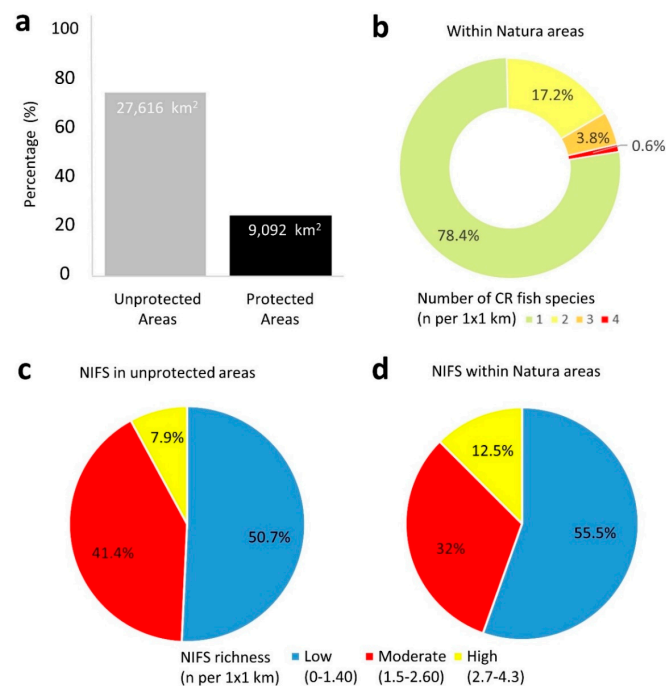 a
100
80
60
40
20
0
Percentage (%)
27,616 km²
9,092 km²
Unprotected Areas
Protected Areas
b
Within Natura areas
17.2%
3.8%
0.6%
78.4%
Number of CR fish species
(n per 1x1 km) 1 2 3 4
c
NIFS in unprotected areas
7.9%
41.4%
50.7%
d
NIFS within Natura areas
12.5%
32%
55.5%
NIFS richness Low Moderate High
(n per 1x1 km) (0-1.40) (1.5-2.60) (2.7-4.3)